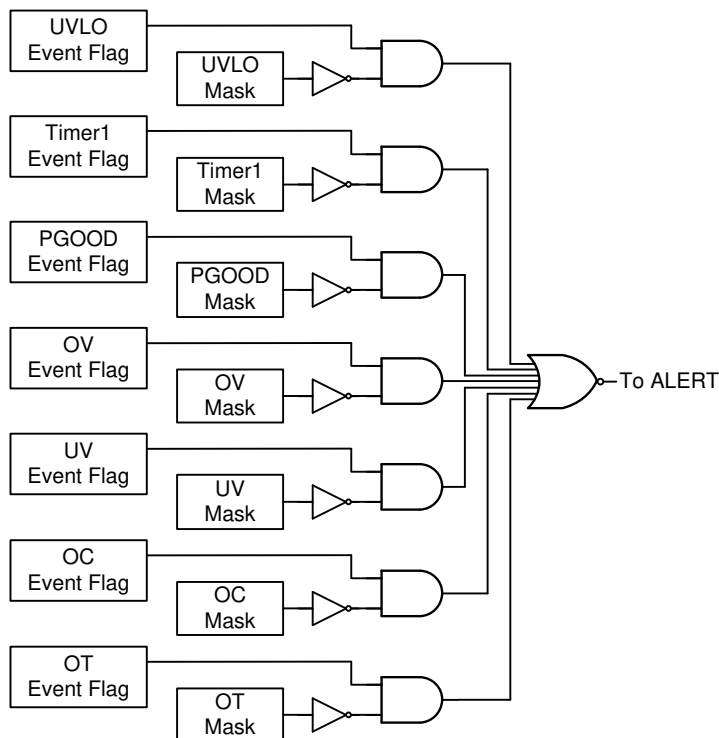 UVLO
Event Flag
UVLO
Mask
Timer1
Event Flag
Timer1
Mask
PGOOD
Event Flag
PGOOD
Mask
OV
Event Flag
OV
Mask
To ALERT
UV
Event Flag
UV
Mask
OC
Event Flag
OC
Mask
OT
Event Flag
OT
Mask